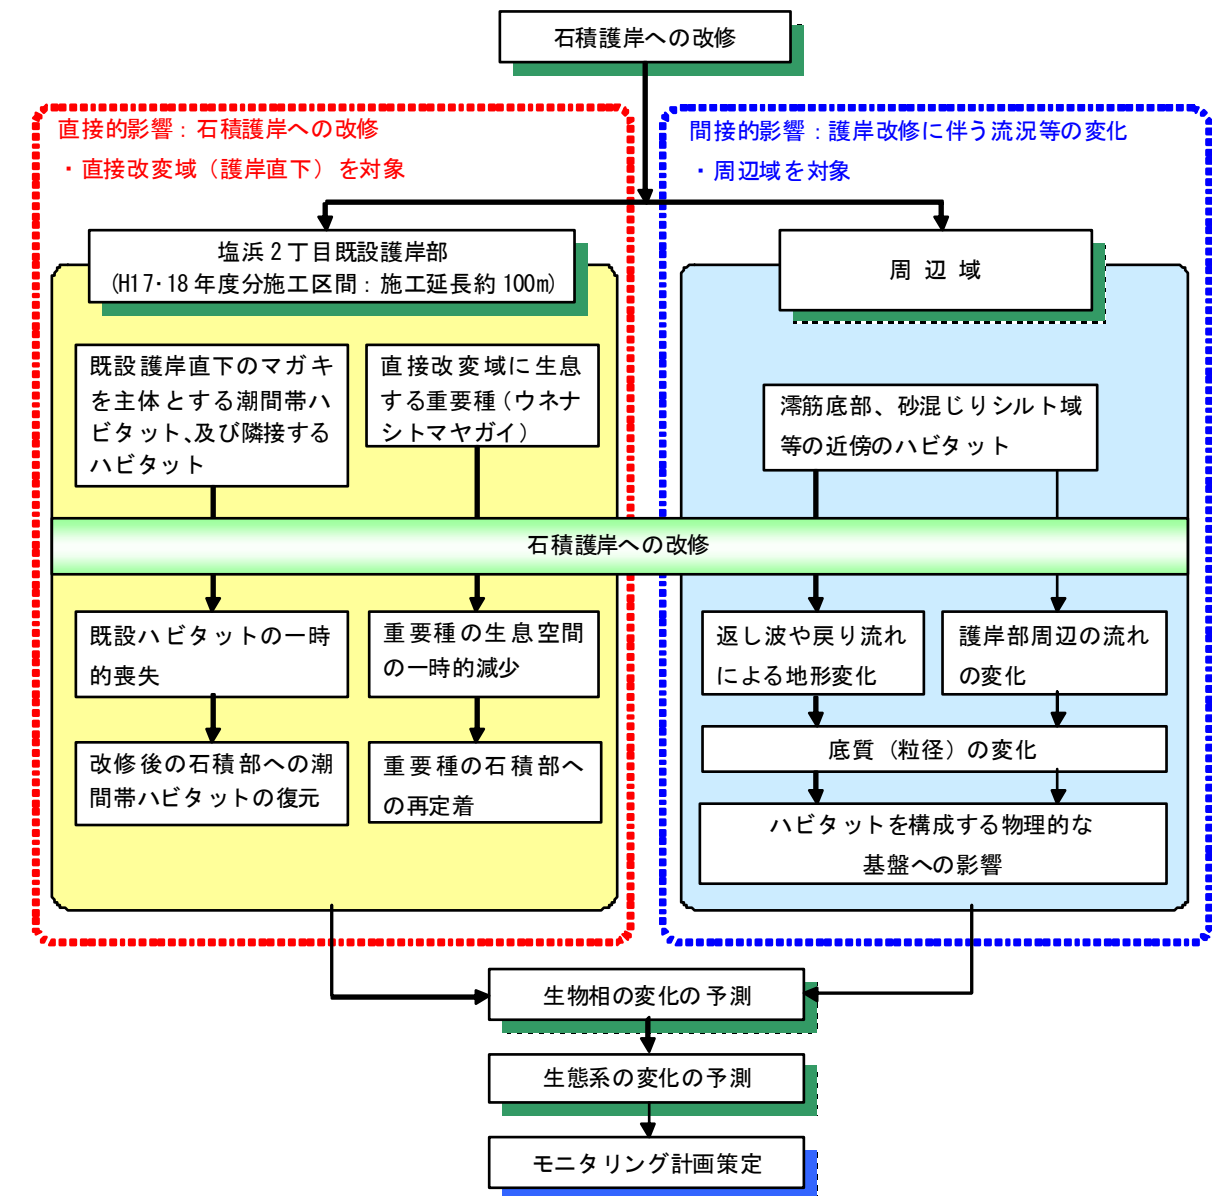 石積護岸への改修
直接的影響：石積護岸への改修
・直接改変域（護岸直下）を対象
間接的影響：護岸改修に伴う流況等の変化
・周辺域を対象
塩浜２丁目既設護岸部
(H17･18年度分施工区間：施工延長約100m)
周 辺 域
既設護岸直下のマガキ
を主体とする潮間帯ハ
ビタット、及び隣接する
ハビタット
直接改変域に生息
する重要種（ウネナ
シトマヤガイ）
澪筋底部、砂混じりシルト域
等の近傍のハビタット
石積護岸への改修
既設ハビタットの一時
的喪失
重要種の生息空間
の一時的減少
返し波や戻り流れ
による地形変化
護岸部周辺の流れ
の変化
改修後の石積部への潮
間帯ハビタットの復元
重要種の石積部へ
の再定着
底質（粒径）の変化
ハビタットを構成する物理的な
基盤への影響
生物相の変化の予測
生態系の変化の予測
モニタリング計画策定